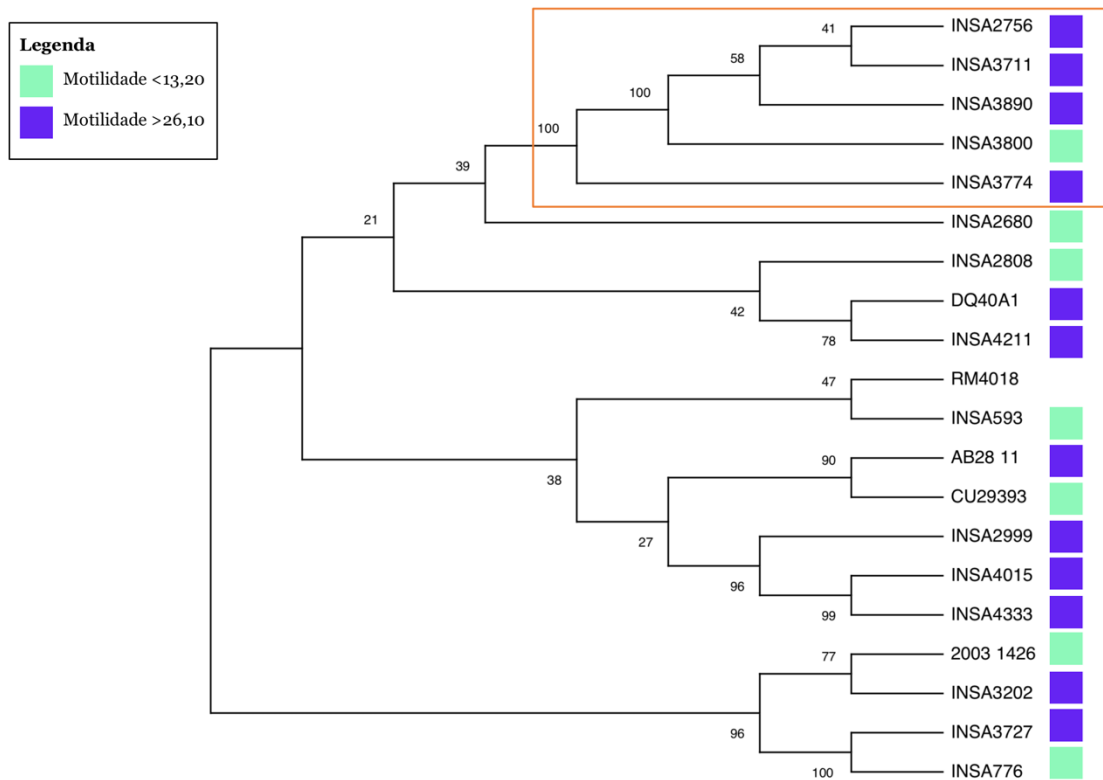 Legenda
Motilidade <13,20
Motilidade >26,10
41
INSA2756
INSA3711
58
INSA3890
100
INSA3800
100
INSA3774
39
INSA2680
21
INSA2808
DQ40A1
42
78
INSA4211
47
RM4018
INSA593
90
AB28 11
38
CU29393
27
INSA2999
96
INSA4015
99
INSA4333
77
2003 1426
INSA3202
96
INSA3727
100
INSA776